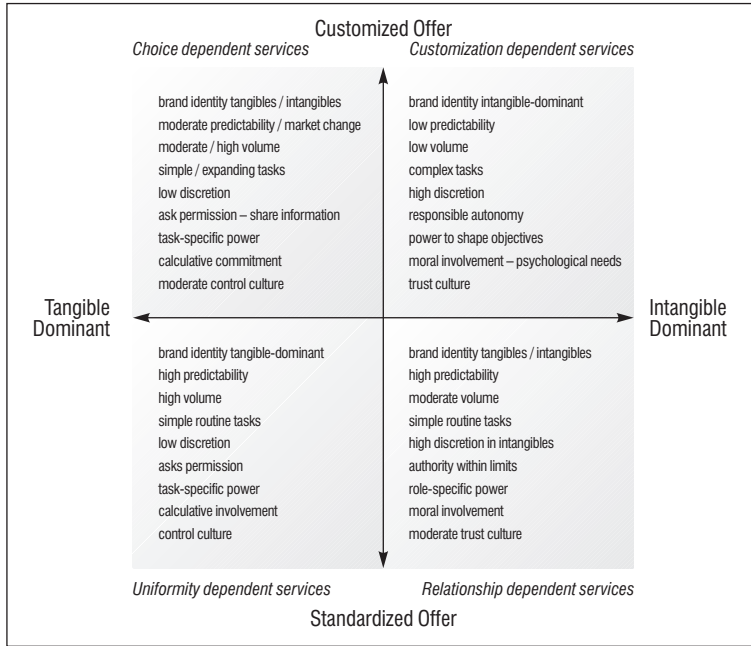 Customized Offer
Choice dependent services
Customization dependent services
brand identity tangibles / intangibles
moderate predictability / market change
moderate / high volume
simple / expanding tasks
low discretion
ask permission – share information
task-specific power
calculative commitment
moderate control culture
brand identity intangible-dominant
low predictability
low volume
complex tasks
high discretion
responsible autonomy
power to shape objectives
moral involvement – psychological needs
trust culture
Tangible
Dominant
Intangible
Dominant
brand identity tangible-dominant
high predictability
high volume
simple routine tasks
low discretion
asks permission
task-specific power
calculative involvement
control culture
brand identity tangibles / intangibles
high predictability
moderate volume
simple routine tasks
high discretion in intangibles
authority within limits
role-specific power
moral involvement
moderate trust culture
Uniformity dependent services
Relationship dependent services
Standardized Offer